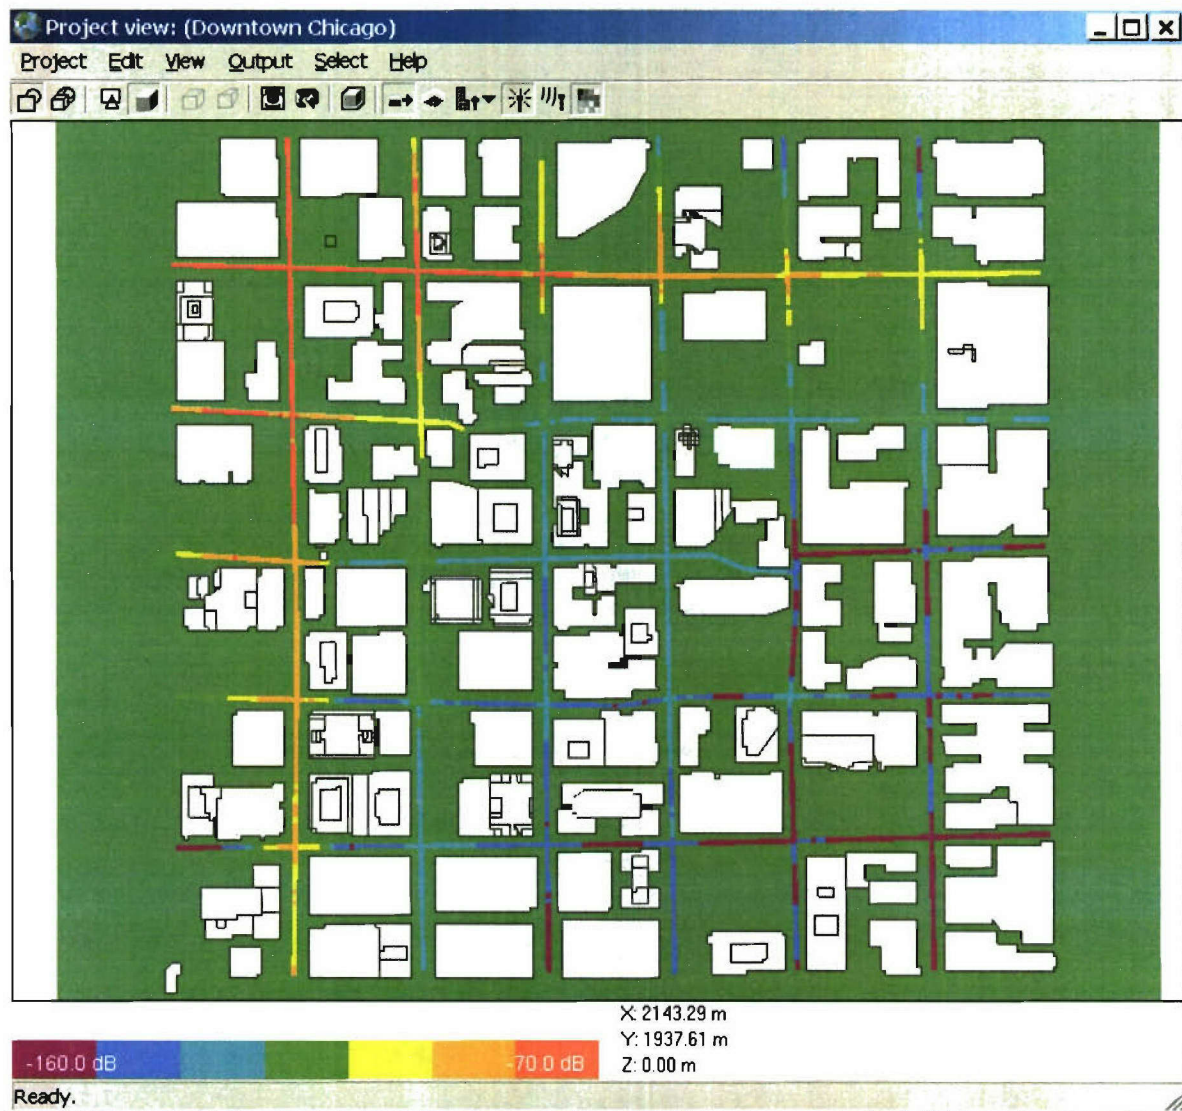 Project view: (Downtown Chicago)
Project Edit View Output Select Help
X: 2143.29 m
Y: 1937.61 m
-160.0 dB -70.0 dB Z: 0.00 m
Ready.